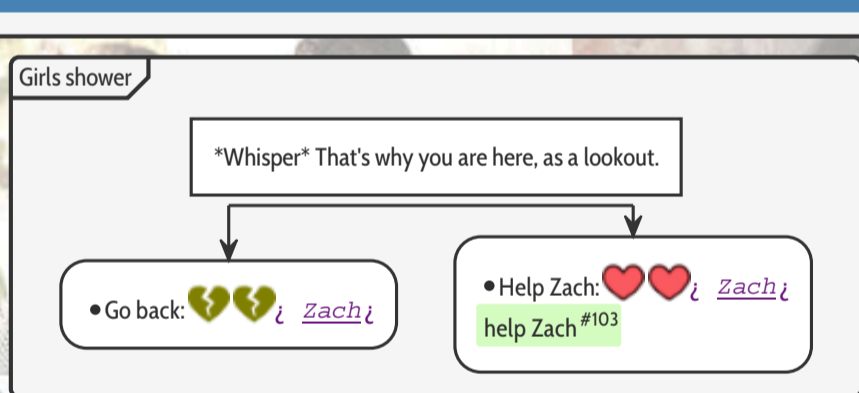 Girls shower
*Whisper* That's why you are here, as a lookout.
•Go back: 💔💔¿ Zach¿
•Help Zach: ❤❤¿ Zach¿
help Zach #103